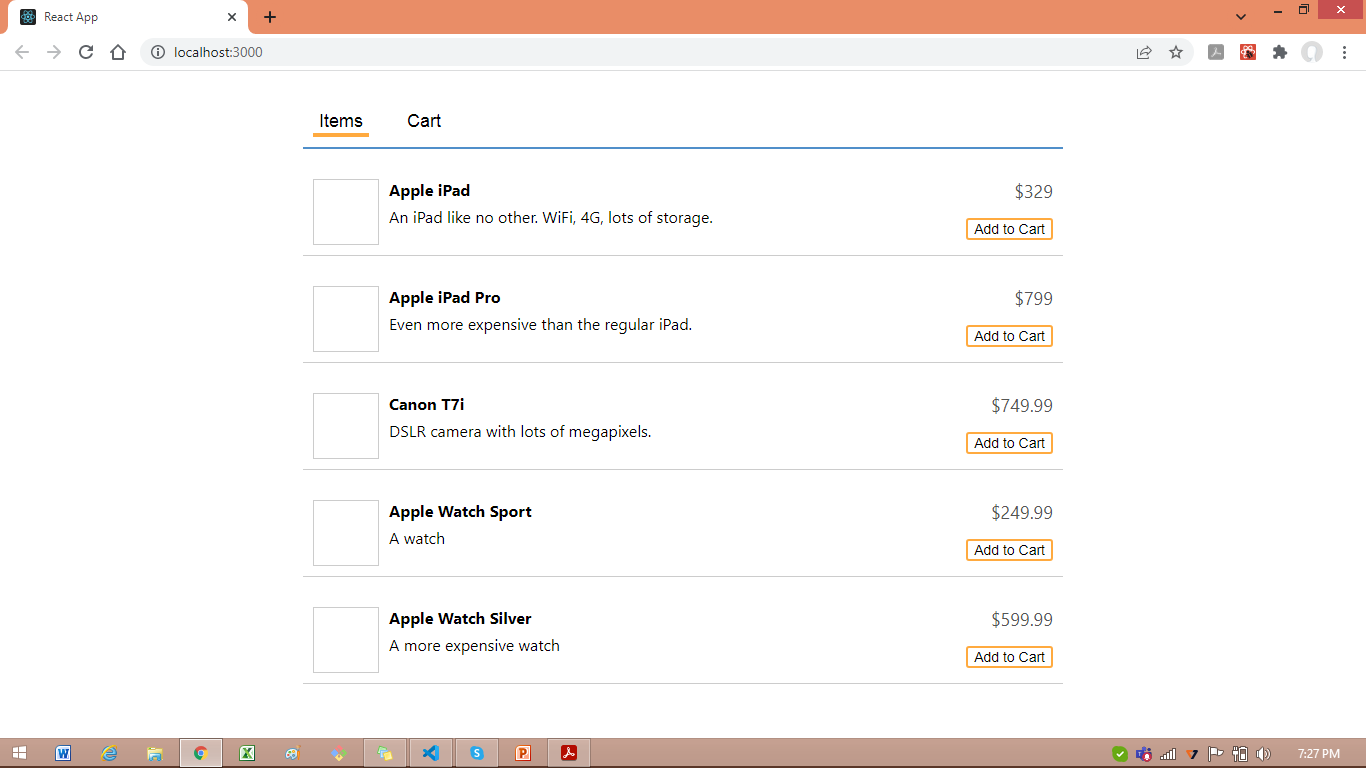 React App
localhost:3000
Items Cart
Apple iPad $329
An iPad like no other. WiFi, 4G, lots of storage.
Add to Cart
Apple iPad Pro $799
Even more expensive than the regular iPad.
Add to Cart
Canon T7i $749.99
DSLR camera with lots of megapixels.
Add to Cart
Apple Watch Sport $249.99
A watch
Add to Cart
Apple Watch Silver $599.99
A more expensive watch
Add to Cart
7:27 PM